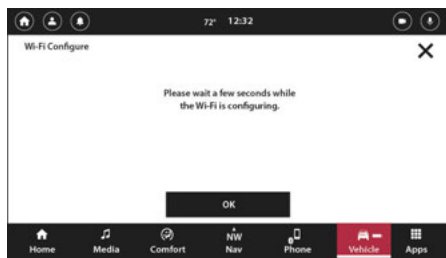 72° 12:32
Wi-Fi Configure
Please wait a few seconds while
the Wi-Fi is configuring.
OK
NW
Home Media Comfort Nav Phone Vehicle Apps